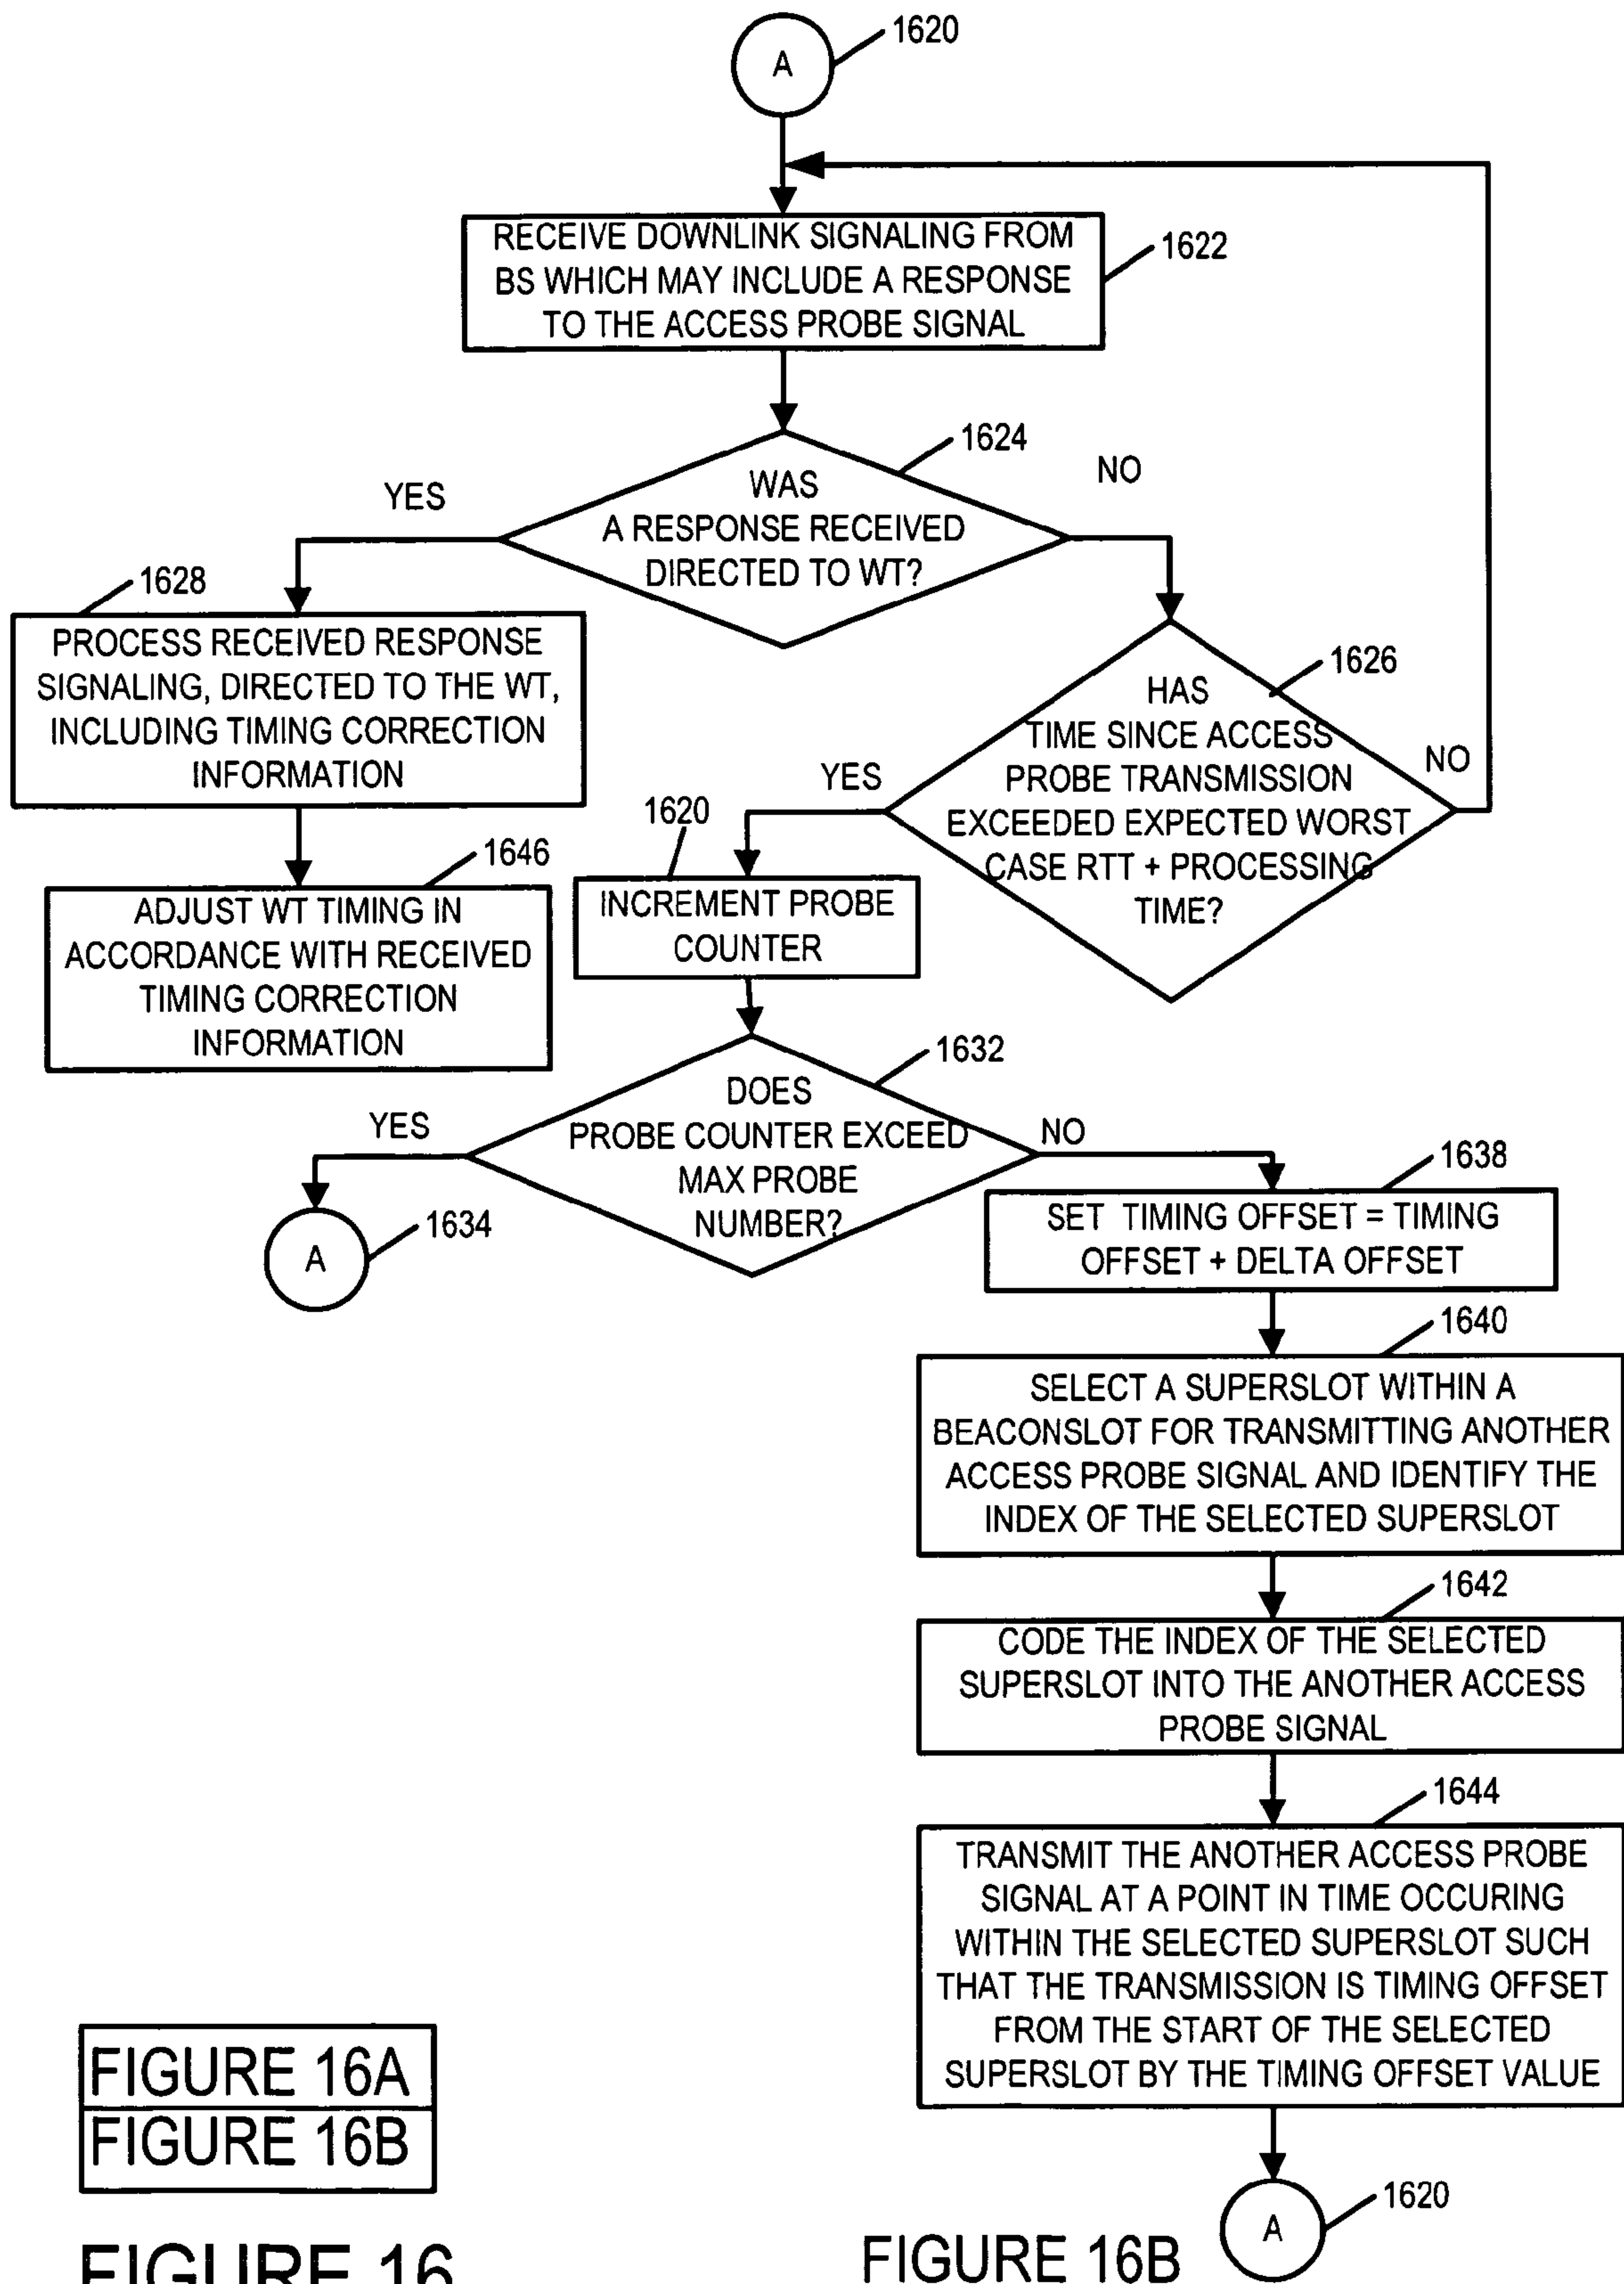 A
1620
RECEIVE DOWNLINK SIGNALING FROM
BS WHICH MAY INCLUDE A RESPONSE
TO THE ACCESS PROBE SIGNAL
1622
1624
WAS
A RESPONSE RECEIVED
DIRECTED TO WT?
YES
NO
1628
PROCESS RECEIVED RESPONSE
SIGNALING, DIRECTED TO THE WT,
INCLUDING TIMING CORRECTION
INFORMATION
1626
HAS
TIME SINCE ACCESS
PROBE TRANSMISSION
EXCEEDED EXPECTED WORST
CASE RTT + PROCESSING
TIME?
YES
NO
1646
ADJUST WT TIMING IN
ACCORDANCE WITH RECEIVED
TIMING CORRECTION
INFORMATION
1620
INCREMENT PROBE
COUNTER
1632
DOES
PROBE COUNTER EXCEED
MAX PROBE
NUMBER?
YES
NO
A
1634
1638
SET TIMING OFFSET = TIMING
OFFSET + DELTA OFFSET
1640
SELECT A SUPERSLOT WITHIN A
BEACONSLOT FOR TRANSMITTING ANOTHER
ACCESS PROBE SIGNAL AND IDENTIFY THE
INDEX OF THE SELECTED SUPERSLOT
1642
CODE THE INDEX OF THE SELECTED
SUPERSLOT INTO THE ANOTHER ACCESS
PROBE SIGNAL
1644
TRANSMIT THE ANOTHER ACCESS PROBE
SIGNAL AT A POINT IN TIME OCCURING
WITHIN THE SELECTED SUPERSLOT SUCH
THAT THE TRANSMISSION IS TIMING OFFSET
FROM THE START OF THE SELECTED
SUPERSLOT BY THE TIMING OFFSET VALUE
A
1620
FIGURE 16A
FIGURE 16B
FIGURE 16
FIGURE 16B